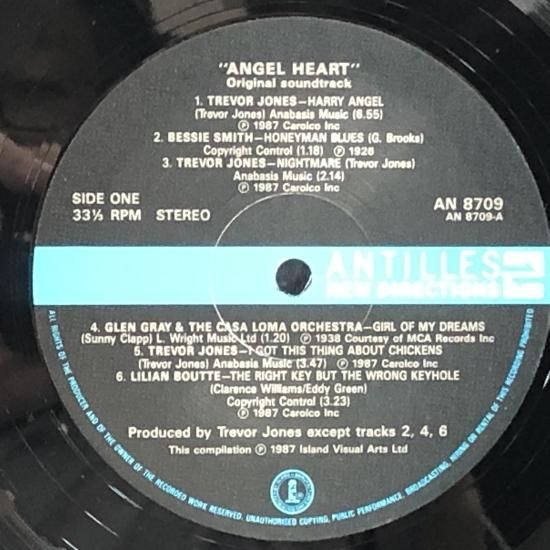 "ANGEL HEART"
Original soundtrack
1. TREVOR JONES—HARRY ANGEL
(Trevor Jones) Anabasis Music (6.55)
Ⓟ 1987 Carolco Inc
2. BESSIE SMITH—HONEYMAN BLUES (G. Brooks)
Copyright Control (1.18) Ⓟ 1926
3. TREVOR JONES—NIGHTMARE (Trevor Jones)
Anabasis Music (2.14)
Ⓟ 1987 Carolco Inc
SIDE ONE
33⅓ RPM STEREO
AN 8709
AN 8709-A
ANTILLES
NEW DIRECTIONS
4. GLEN GRAY & THE CASA LOMA ORCHESTRA—GIRL OF MY DREAMS
(Sunny Clapp) L. Wright Music Ltd (1.20) Ⓟ 1938 Courtesy of MCA Records Inc
5. TREVOR JONES—I GOT THIS THING ABOUT CHICKENS
(Trevor Jones) Anabasis Music (3.47) Ⓟ 1987 Carolco Inc
6. LILIAN BOUTTE—THE RIGHT KEY BUT THE WRONG KEYHOLE
(Clarence Williams/Eddy Green)
Copyright Control (3.23)
Ⓟ 1987 Carolco Inc
Produced by Trevor Jones except tracks 2, 4, 6
This compilation Ⓟ 1987 Island Visual Arts Ltd
ALL RIGHTS OF THE PRODUCER AND OF THE OWNER OF THE RECORDED WORK RESERVED. UNAUTHORISED COPYING, PUBLIC PERFORMANCE, BROADCASTING, HIRING OR RENTAL OF THIS RECORDING PROHIBITED